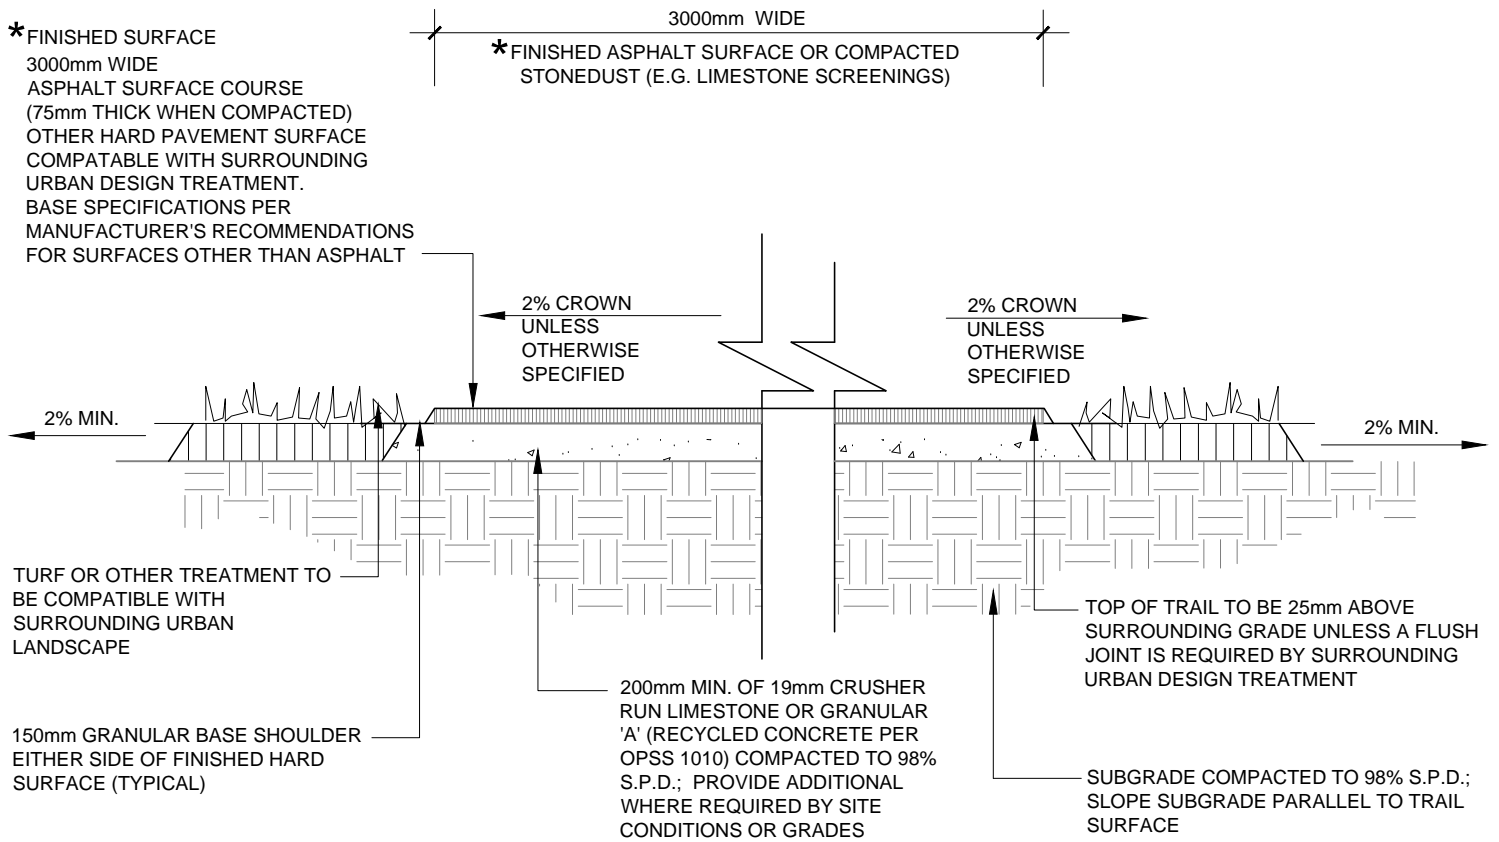 *FINISHED SURFACE
3000mm WIDE
ASPHALT SURFACE COURSE
(75mm THICK WHEN COMPACTED)
OTHER HARD PAVEMENT SURFACE
COMPATABLE WITH SURROUNDING
URBAN DESIGN TREATMENT.
BASE SPECIFICATIONS PER
MANUFACTURER'S RECOMMENDATIONS
FOR SURFACES OTHER THAN ASPHALT
3000mm WIDE
*FINISHED ASPHALT SURFACE OR COMPACTED
STONEDUST (E.G. LIMESTONE SCREENINGS)
2% CROWN
UNLESS
OTHERWISE
SPECIFIED
2% CROWN
UNLESS
OTHERWISE
SPECIFIED
2% MIN.
2% MIN.
TURF OR OTHER TREATMENT TO
BE COMPATIBLE WITH
SURROUNDING URBAN
LANDSCAPE
150mm GRANULAR BASE SHOULDER
EITHER SIDE OF FINISHED HARD
SURFACE (TYPICAL)
200mm MIN. OF 19mm CRUSHER
RUN LIMESTONE OR GRANULAR
'A' (RECYCLED CONCRETE PER
OPSS 1010) COMPACTED TO 98%
S.P.D.; PROVIDE ADDITIONAL
WHERE REQUIRED BY SITE
CONDITIONS OR GRADES
TOP OF TRAIL TO BE 25mm ABOVE
SURROUNDING GRADE UNLESS A FLUSH
JOINT IS REQUIRED BY SURROUNDING
URBAN DESIGN TREATMENT
SUBGRADE COMPACTED TO 98% S.P.D.;
SLOPE SUBGRADE PARALLEL TO TRAIL
SURFACE